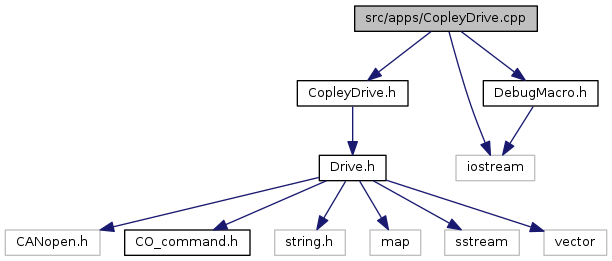 src/apps/CopleyDrive.cpp
CopleyDrive.h
DebugMacro.h
Drive.h
iostream
CANopen.h
CO_command.h
string.h
map
sstream
vector